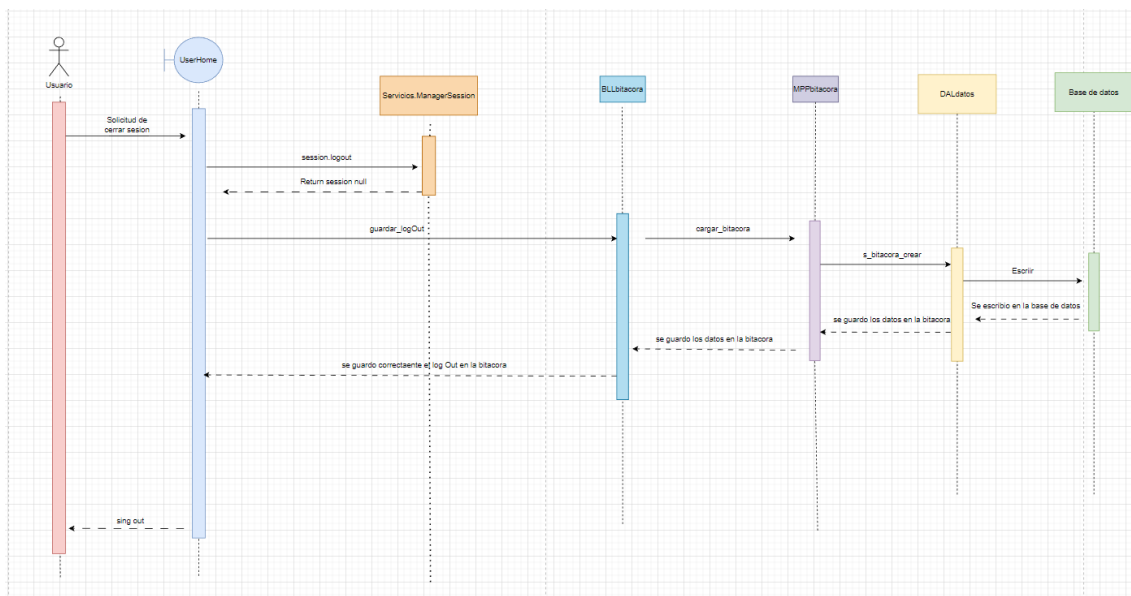 UserHome
Usuario
Servicios.ManagerSession
BLLbitacora
MPPbitacora
DALdatos
Base de datos
Solicitud de
cerrar sesion
session.logout
Return session null
guardar_logOut
cargar_bitacora
s_bitacora_crear
Escriir
Se escribio en la base de datos
se guardo los datos en la bitacora
se guardo los datos en la bitacora
se guardo correctaente el log Out en la bitacora
sing out